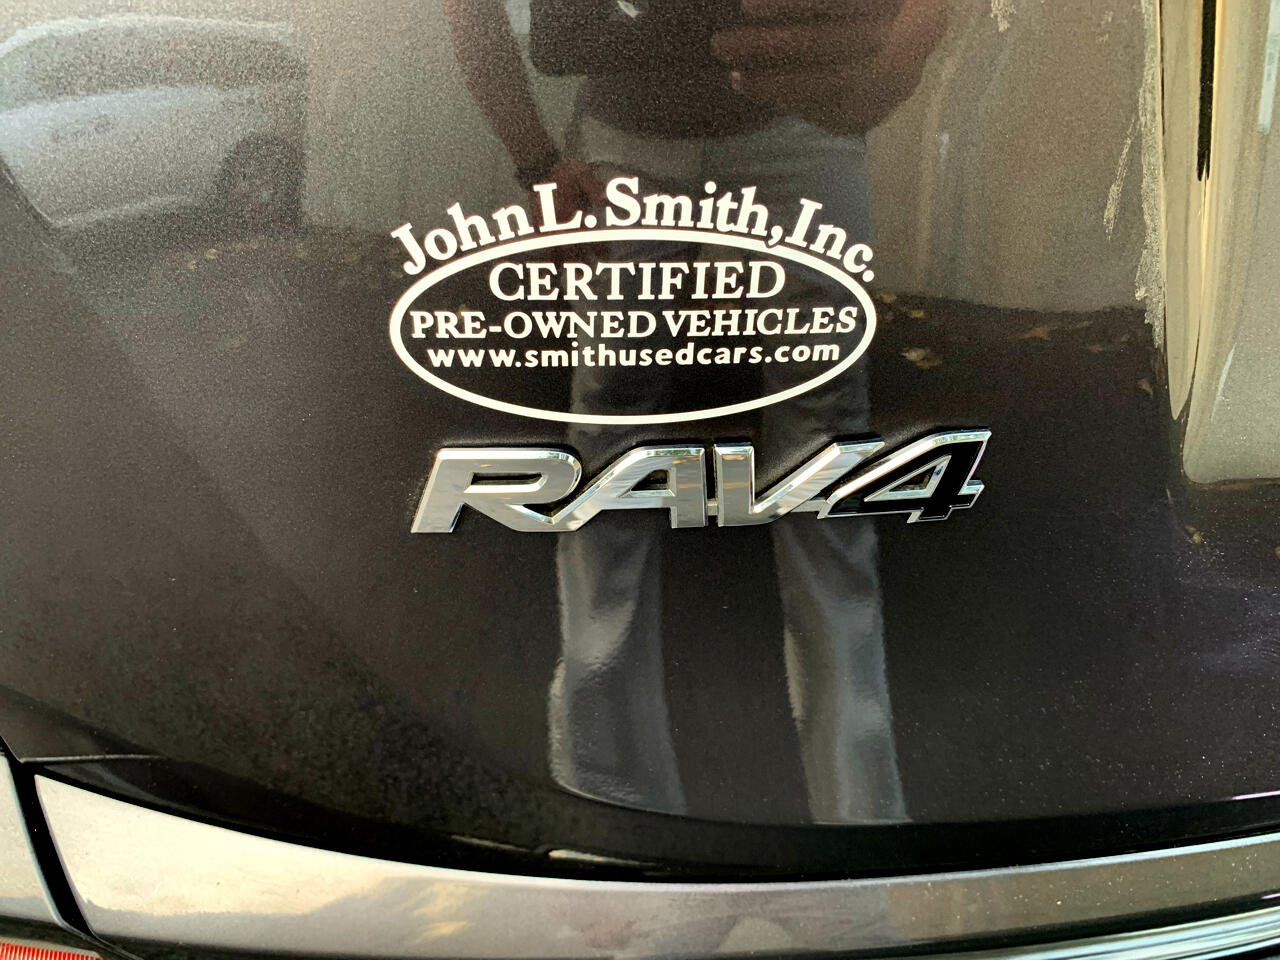 John L. Smith, Inc.
CERTIFIED
PRE-OWNED VEHICLES
www.smithusedcars.com
RAV4